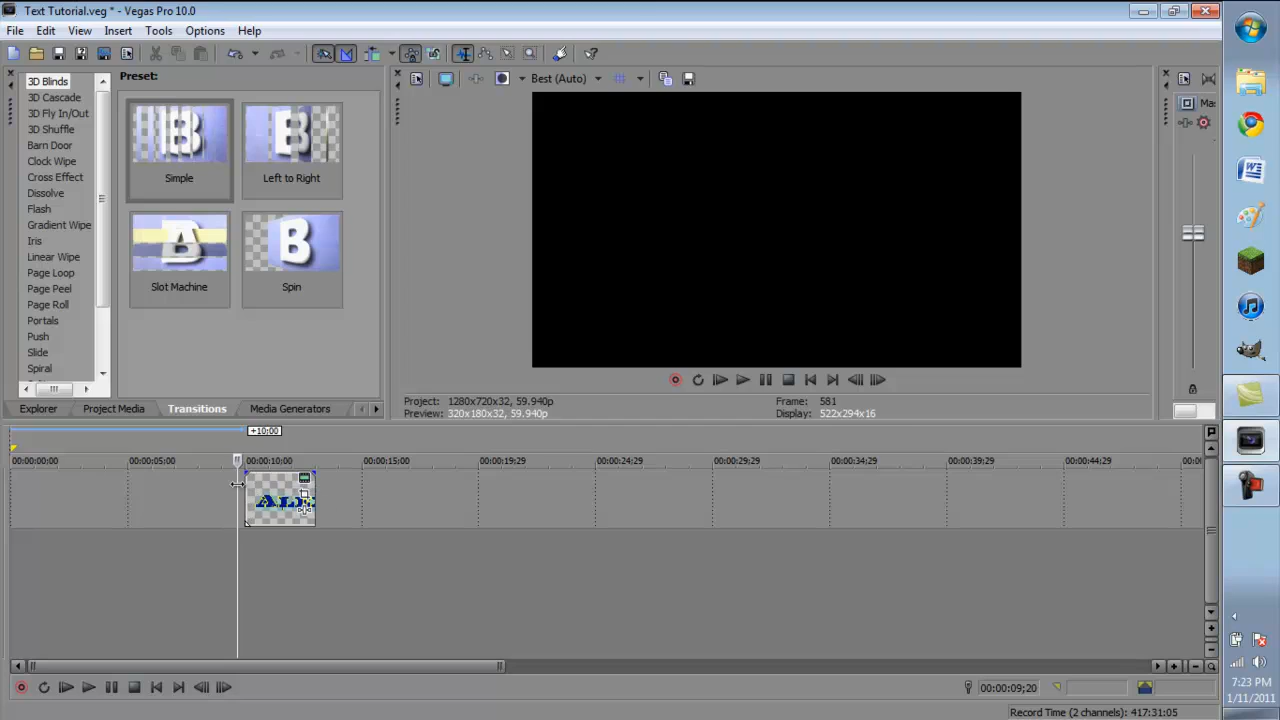 Text Tutorial.veg * - Vegas Pro 10.0
File Edit View Insert Tools Options Help
Best (Auto)
3D Blinds
3D Cascade
3D Fly In/Out
3D Shuffle
Barn Door
Clock Wipe
Cross Effect
Dissolve
Flash
Gradient Wipe
Iris
Linear Wipe
Page Loop
Page Peel
Page Roll
Portals
Push
Slide
Spiral
Preset:
Simple
Left to Right
Slot Machine
Spin
Explorer Project Media Transitions Media Generators
Project: 1280x720x32, 59.940p
Preview: 320x180x32, 59.940p
Frame: 581
Display: 522x294x16
+10;00
00:00:00;00 00:00:05;00 00:00:10;00 00:00:15;00 00:00:19;29 00:00:24;29 00:00:29;29 00:00:34;29 00:00:39;29 00:00:44;29
00:00:09;20
Record Time (2 channels): 417:31:05
7:23 PM
1/11/2011